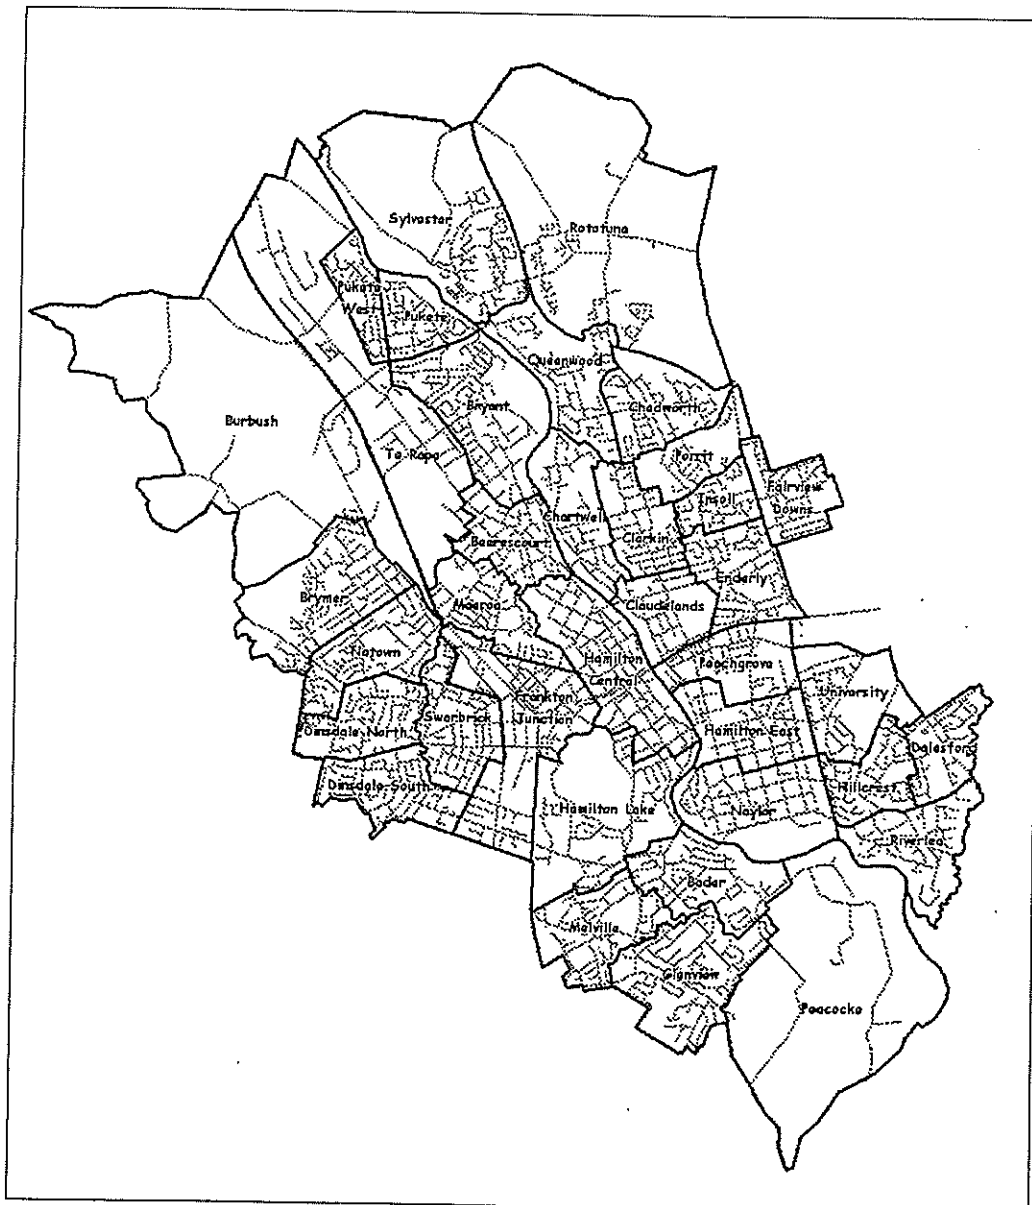 Sylvester
Rototuna
Pukete
West
Pukete
Queenwood
Bryant
Chedworth
Burbush
Te Rapa
Porritt
Insoll
Fairview
Downs
Chartwell
Clarkin
Beerescourt
Enderly
Brymer
Maeroa
Claudelands
Nawton
Hamilton
Central
Peachgrove
University
Frankton
Junction
Swarbrick
Dinsdale North
Hamilton East
Dalesford
Dinsdale South
Hamilton Lake
Naylor
Hillcrest
Riverlea
Bader
Melville
Glenview
Peacocke